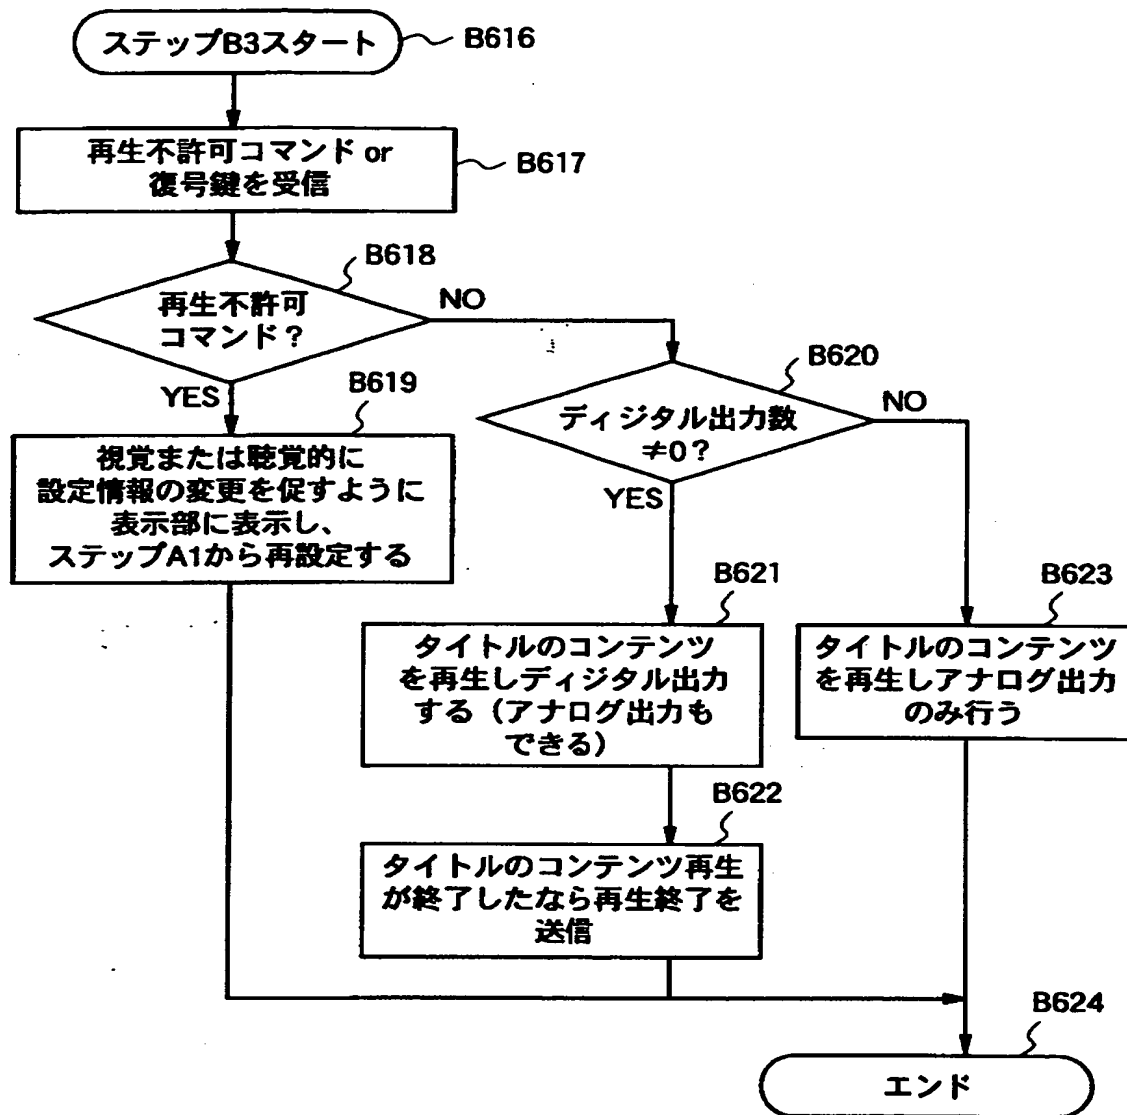 ステップB3スタート
B616
再生不許可コマンド or
復号鍵を受信
B617
B618
再生不許可
コマンド？
NO
YES
B619
視覚または聴覚的に
設定情報の変更を促すように
表示部に表示し、
ステップA1から再設定する
B620
ディジタル出力数
≠0？
NO
YES
B621
タイトルのコンテンツ
を再生しディジタル出力
する（アナログ出力も
できる）
B623
タイトルのコンテンツ
を再生しアナログ出力
のみ行う
B622
タイトルのコンテンツ再生
が終了したなら再生終了を
送信
B624
エンド